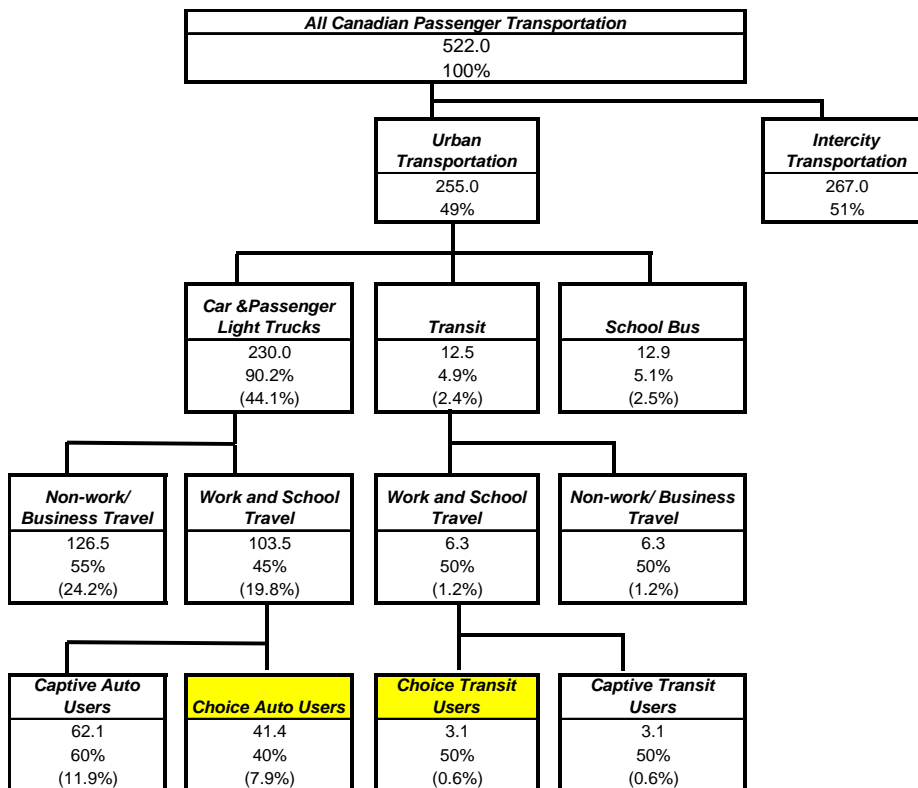 All Canadian Passenger Transportation
522.0
100%
Urban
Transportation
255.0
49%
Intercity
Transportation
267.0
51%
Car &Passenger
Light Trucks
230.0
90.2%
(44.1%)
Transit
12.5
4.9%
(2.4%)
School Bus
12.9
5.1%
(2.5%)
Non-work/
Business Travel
126.5
55%
(24.2%)
Work and School
Travel
103.5
45%
(19.8%)
Work and School
Travel
6.3
50%
(1.2%)
Non-work/ Business
Travel
6.3
50%
(1.2%)
Captive Auto
Users
62.1
60%
(11.9%)
Choice Auto Users
41.4
40%
(7.9%)
Choice Transit
Users
3.1
50%
(0.6%)
Captive Transit
Users
3.1
50%
(0.6%)